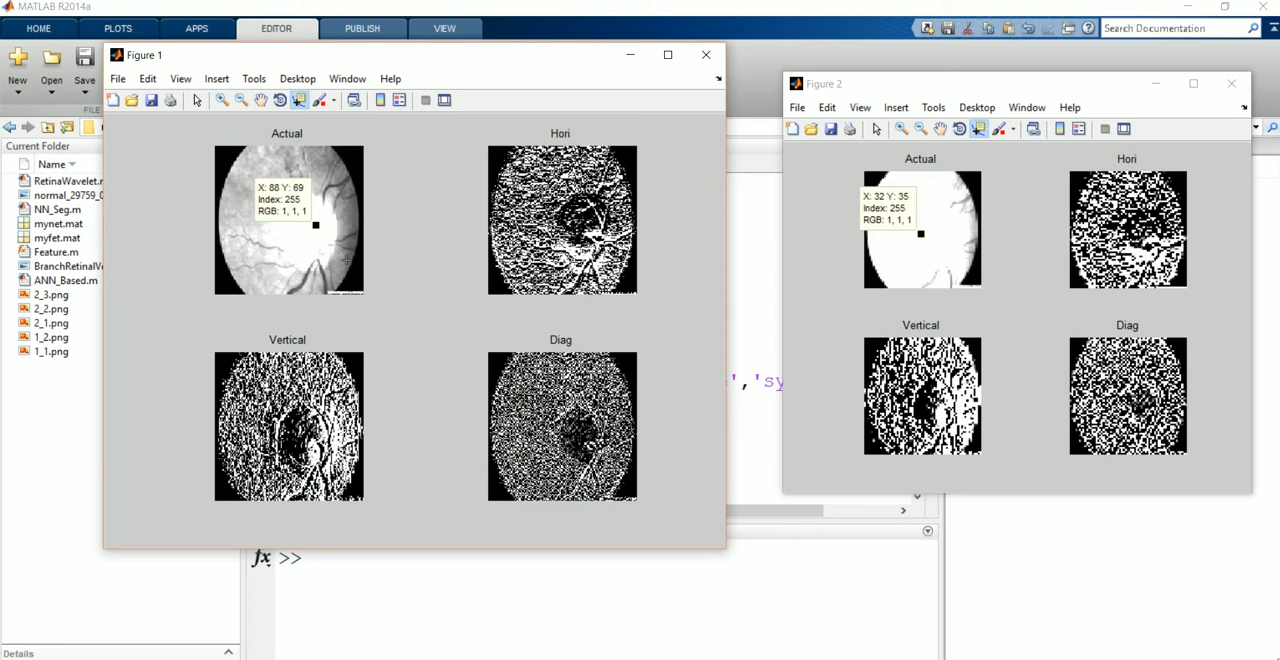 MATLAB R2014a
HOME PLOTS APPS EDITOR PUBLISH VIEW
Search Documentation
New Open Save
FILE
Current Folder
Name
RetinaWavelet.r
normal_29759_0
NN_Seg.m
mynet.mat
myfet.mat
Feature.m
BranchRetinalVe
ANN_Based.m
2_3.png
2_2.png
2_1.png
1_2.png
1_1.png
Details
Figure 1
File Edit View Insert Tools Desktop Window Help
Actual
Hori
X: 88 Y: 69
Index: 255
RGB: 1, 1, 1
Vertical
Diag
Figure 2
File Edit View Insert Tools Desktop Window Help
Actual
Hori
X: 32 Y: 35
Index: 255
RGB: 1, 1, 1
Vertical
Diag
','sy
fx >>